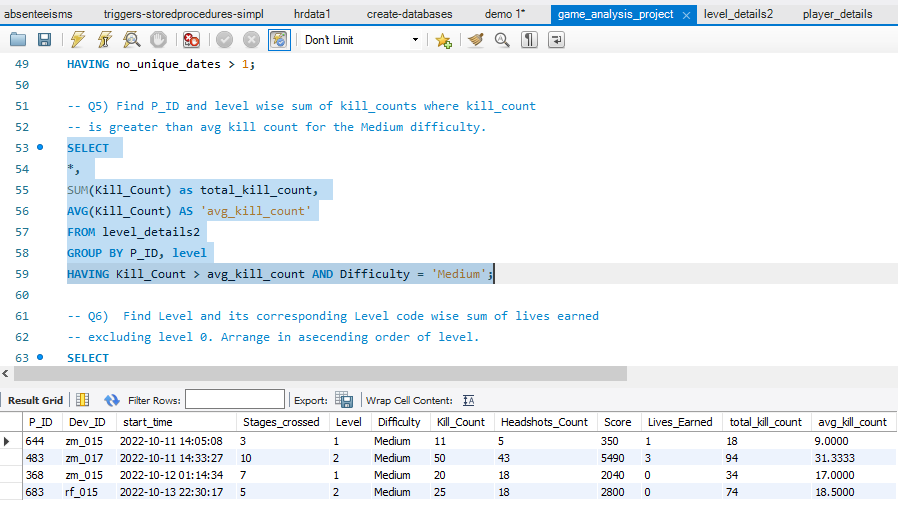 absenteeisms triggers-storedprocedures-simpl hrdata1 create-databases demo 1* game_analysis_project level_details2 player_details
Don't Limit
49 HAVING no_unique_dates > 1;
50
51 -- Q5) Find P_ID and level wise sum of kill_counts where kill_count
52 -- is greater than avg kill count for the Medium difficulty.
53 SELECT
54 *,
55 SUM(Kill_Count) as total_kill_count,
56 AVG(Kill_Count) AS 'avg_kill_count'
57 FROM level_details2
58 GROUP BY P_ID, level
59 HAVING Kill_Count > avg_kill_count AND Difficulty = 'Medium';
60
61 -- Q6)  Find Level and its corresponding Level code wise sum of lives earned
62 -- excluding level 0. Arrange in asecending order of level.
63 SELECT
Result Grid Filter Rows: Export: Wrap Cell Content:
P_ID Dev_ID start_time Stages_crossed Level Difficulty Kill_Count Headshots_Count Score Lives_Earned total_kill_count avg_kill_count
644 zm_015 2022-10-11 14:05:08 3 1 Medium 11 5 350 1 18 9.0000
483 zm_017 2022-10-11 14:33:27 10 2 Medium 50 43 5490 3 94 31.3333
368 zm_015 2022-10-12 01:14:34 7 1 Medium 20 18 2040 0 34 17.0000
683 rf_015 2022-10-13 22:30:17 5 2 Medium 25 18 2800 0 74 18.5000